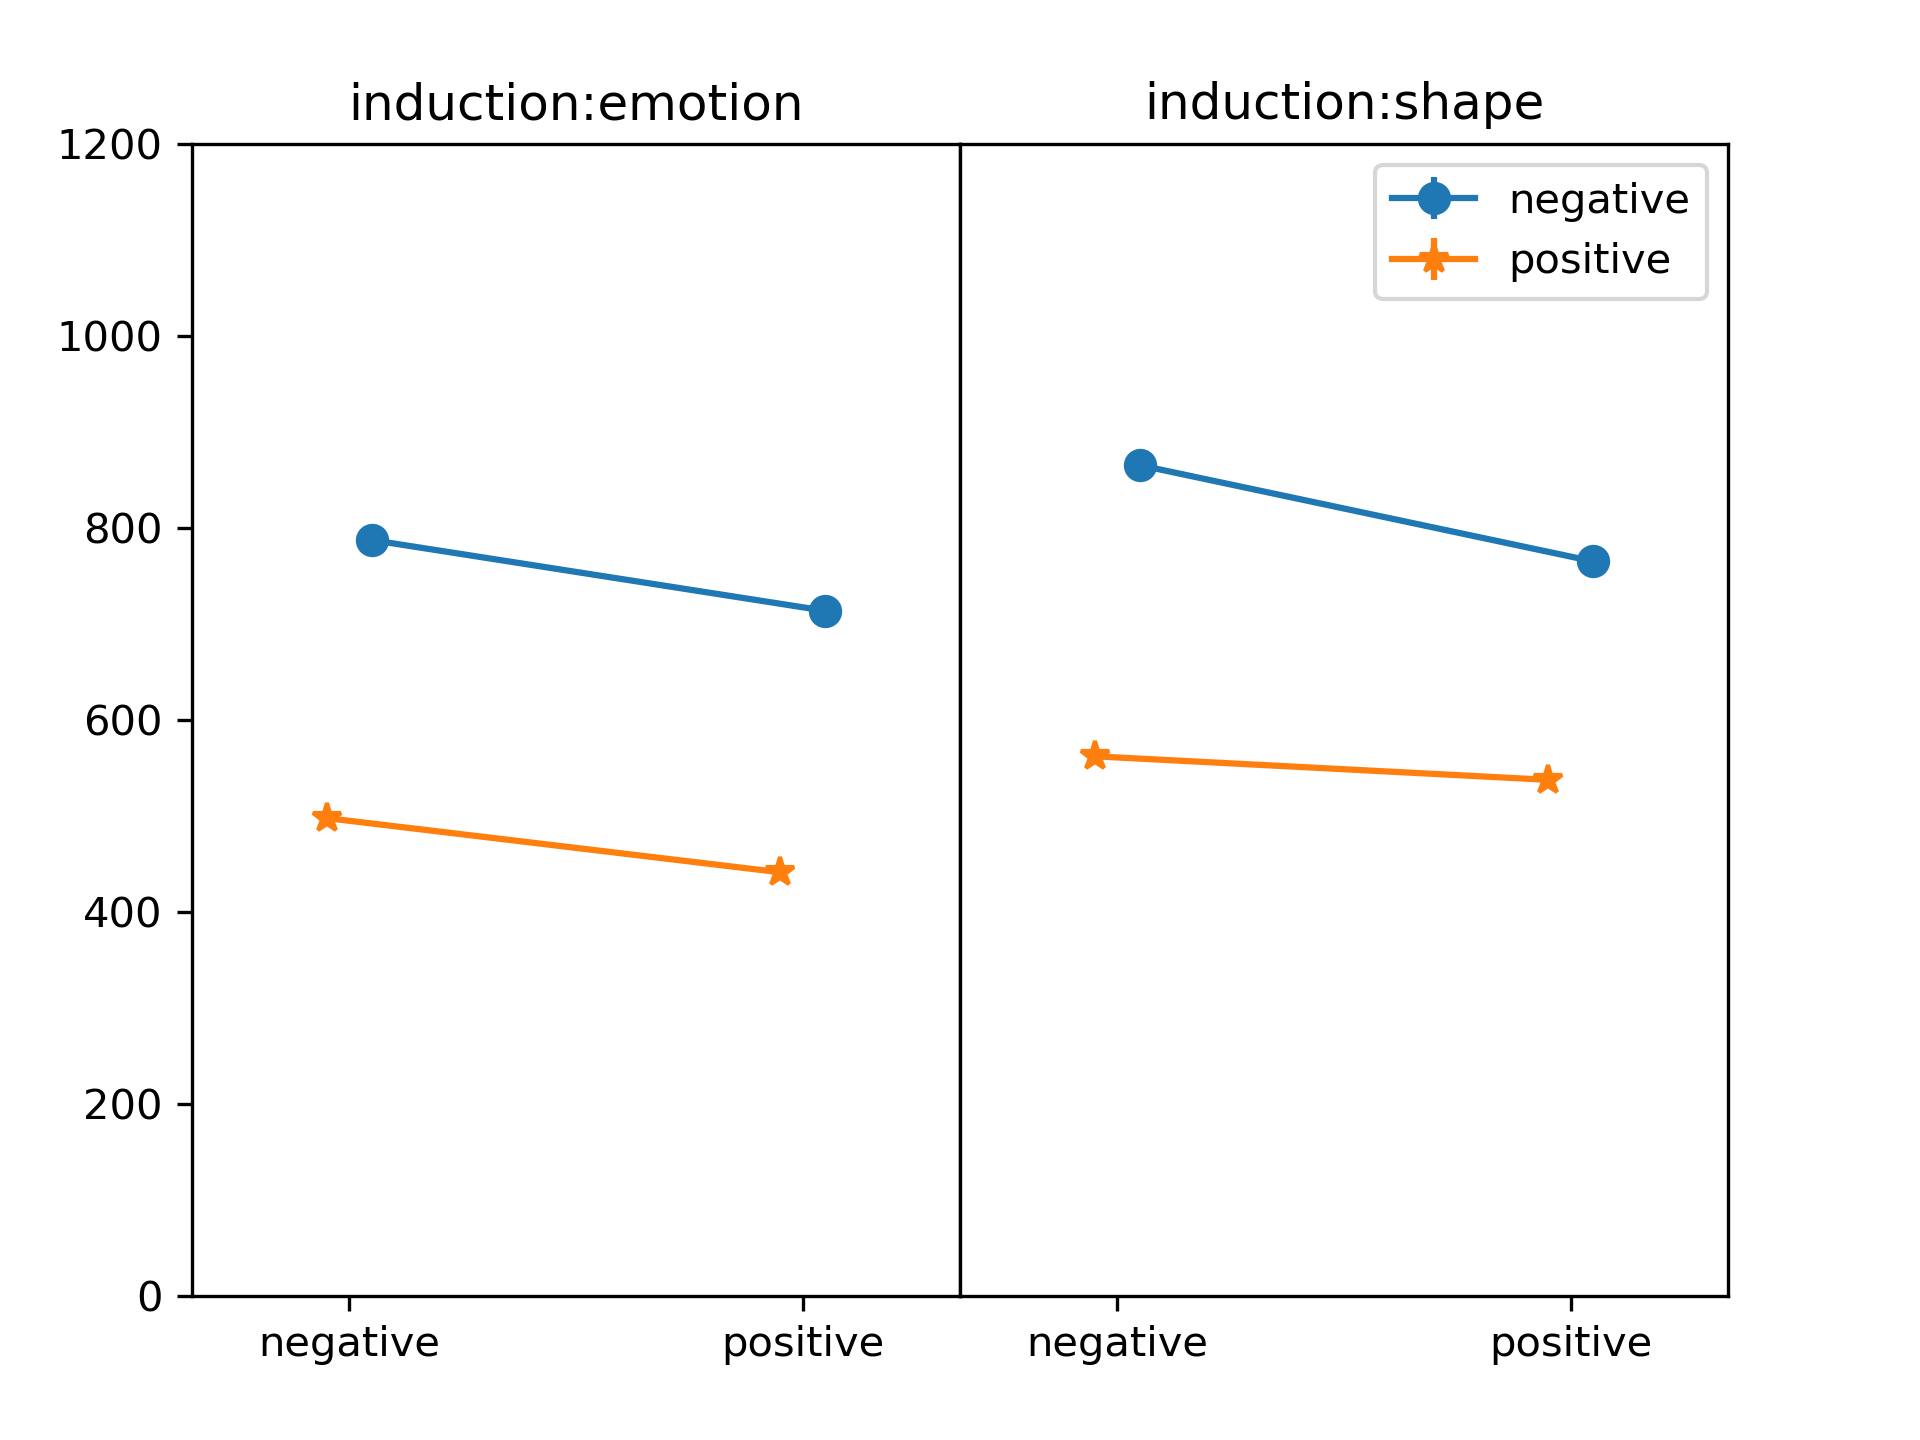 induction:emotion
induction:shape
1200
1000
800
600
400
200
0
negative
positive
negative
positive
negative
positive